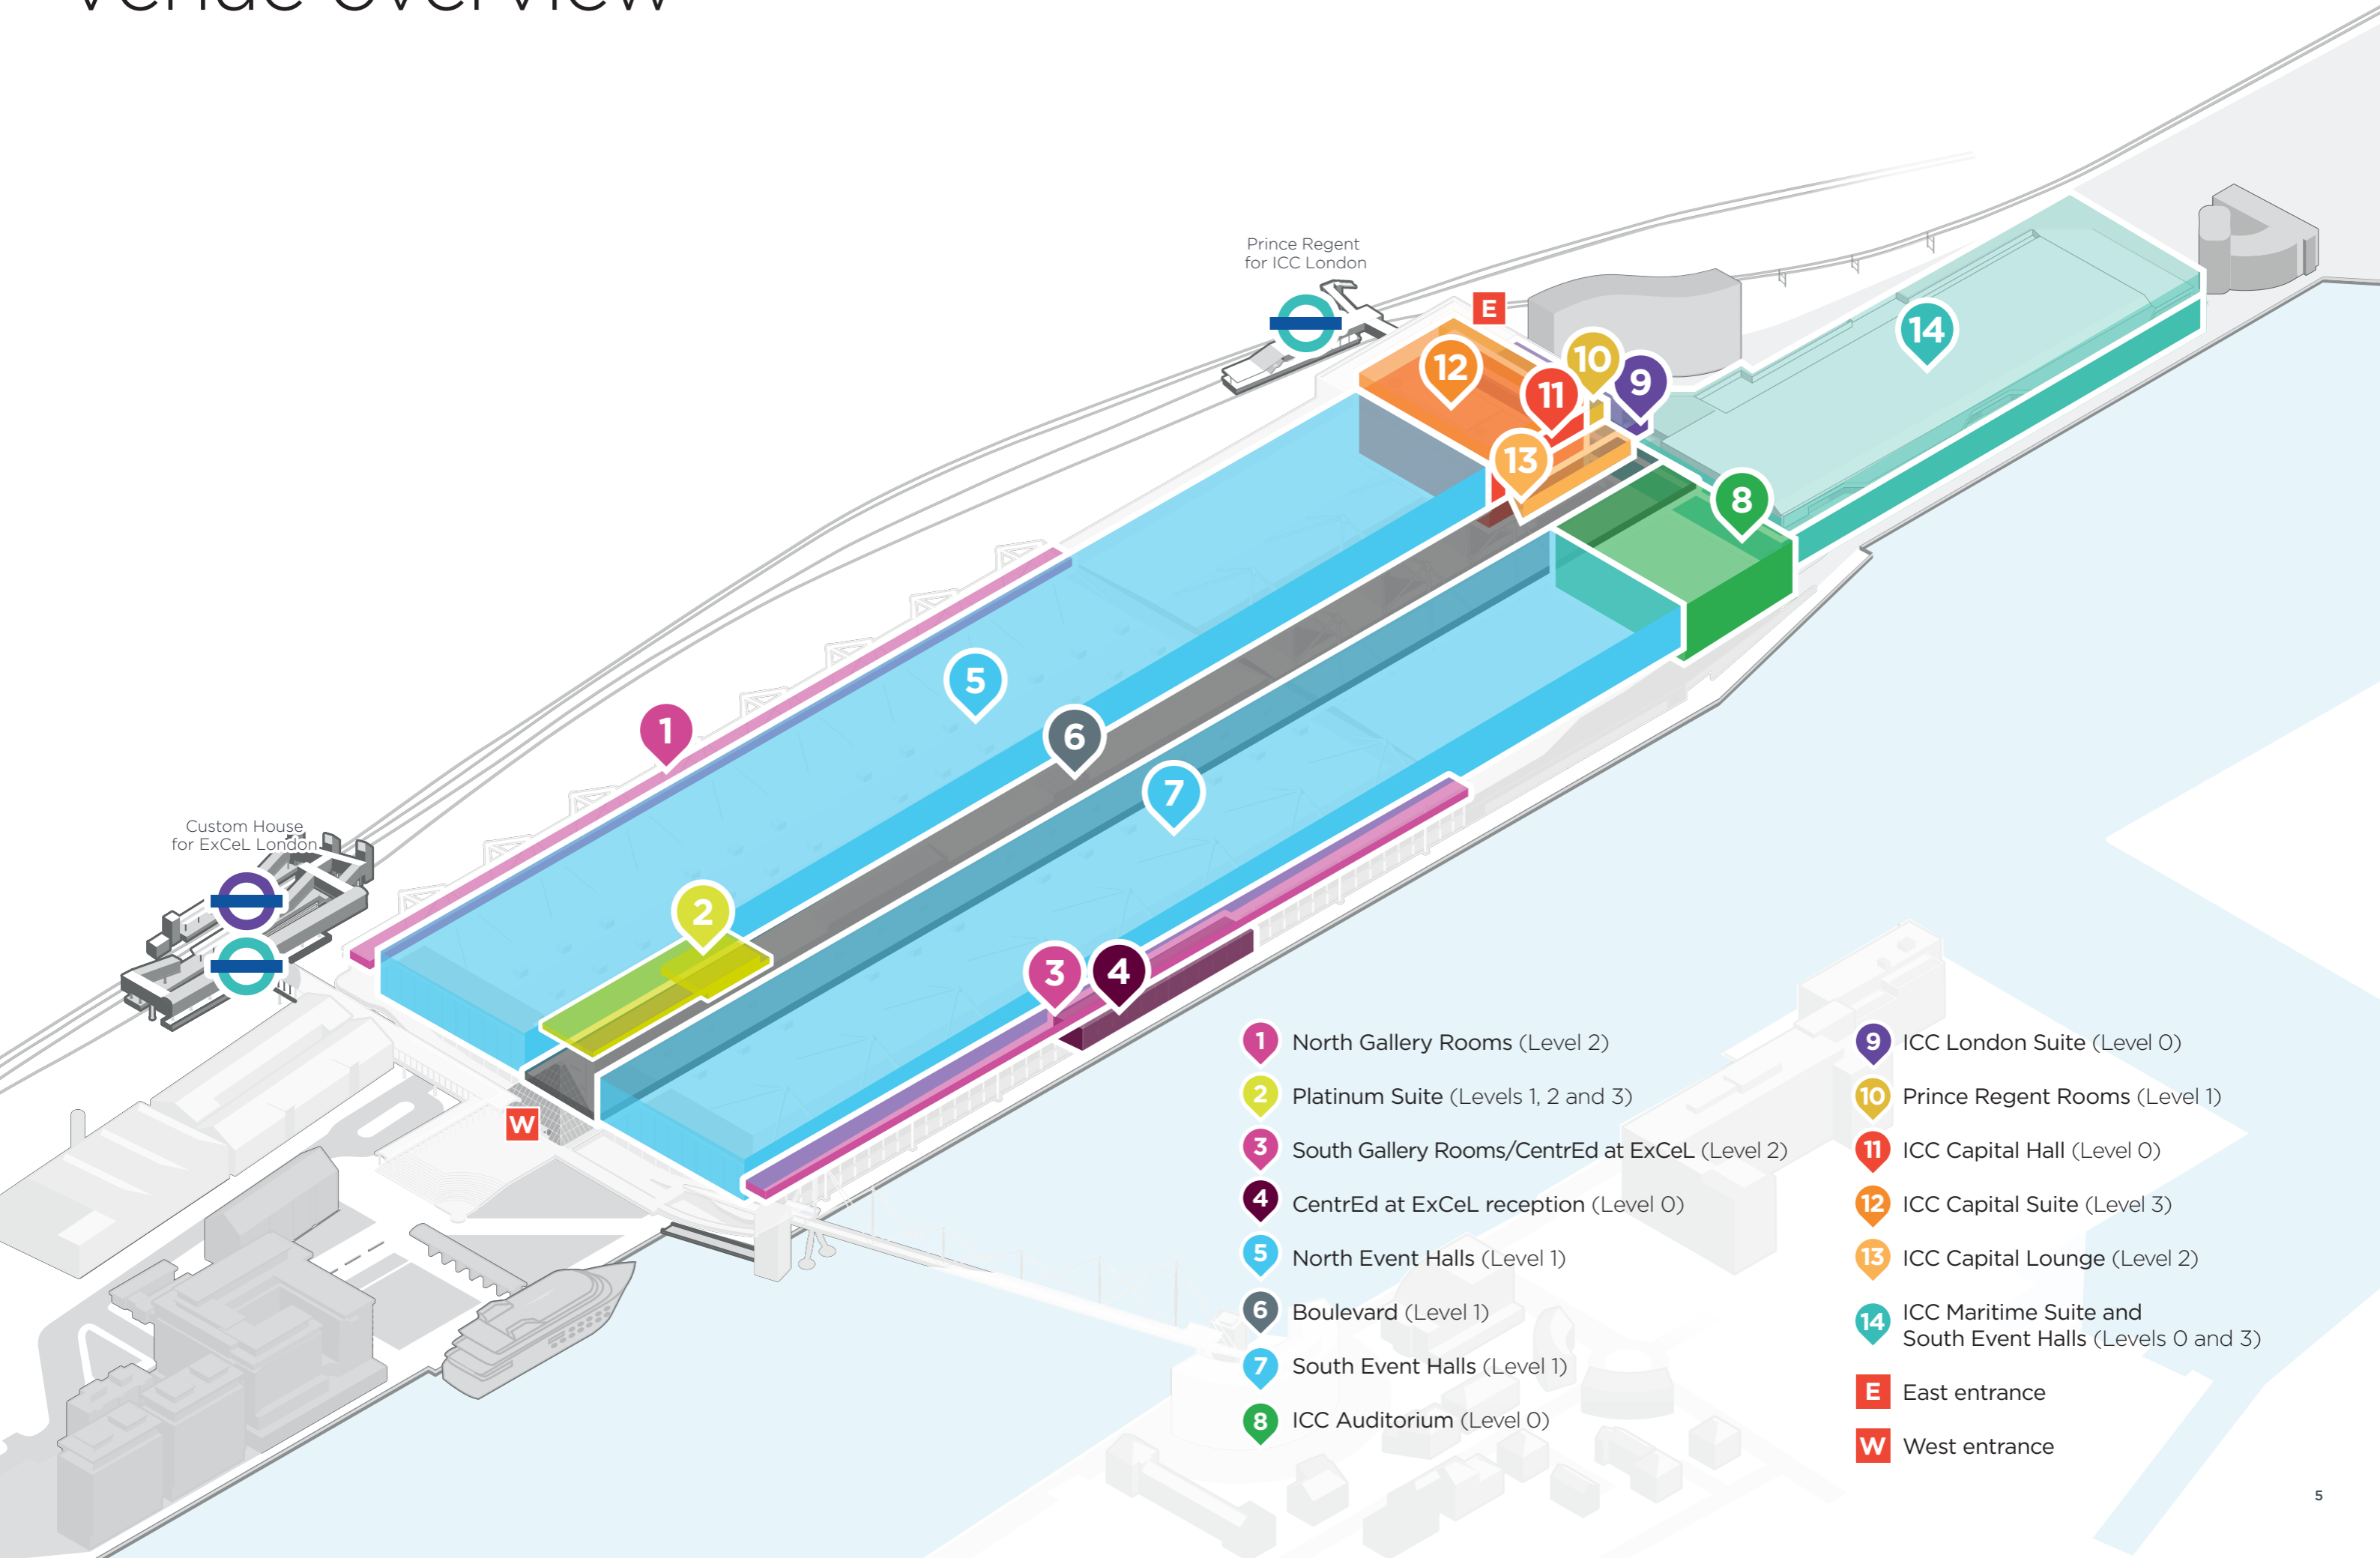 Venue overview
Prince Regent
for ICC London
E
12
10
11
9
14
13
8
5
1
6
7
Custom House
for ExCeL London
2
3
4
W
1 North Gallery Rooms (Level 2)
2 Platinum Suite (Levels 1, 2 and 3)
3 South Gallery Rooms/CentrEd at ExCeL (Level 2)
4 CentrEd at ExCeL reception (Level 0)
5 North Event Halls (Level 1)
6 Boulevard (Level 1)
7 South Event Halls (Level 1)
8 ICC Auditorium (Level 0)
9 ICC London Suite (Level 0)
10 Prince Regent Rooms (Level 1)
11 ICC Capital Hall (Level 0)
12 ICC Capital Suite (Level 3)
13 ICC Capital Lounge (Level 2)
14 ICC Maritime Suite and
South Event Halls (Levels 0 and 3)
E East entrance
W West entrance
5